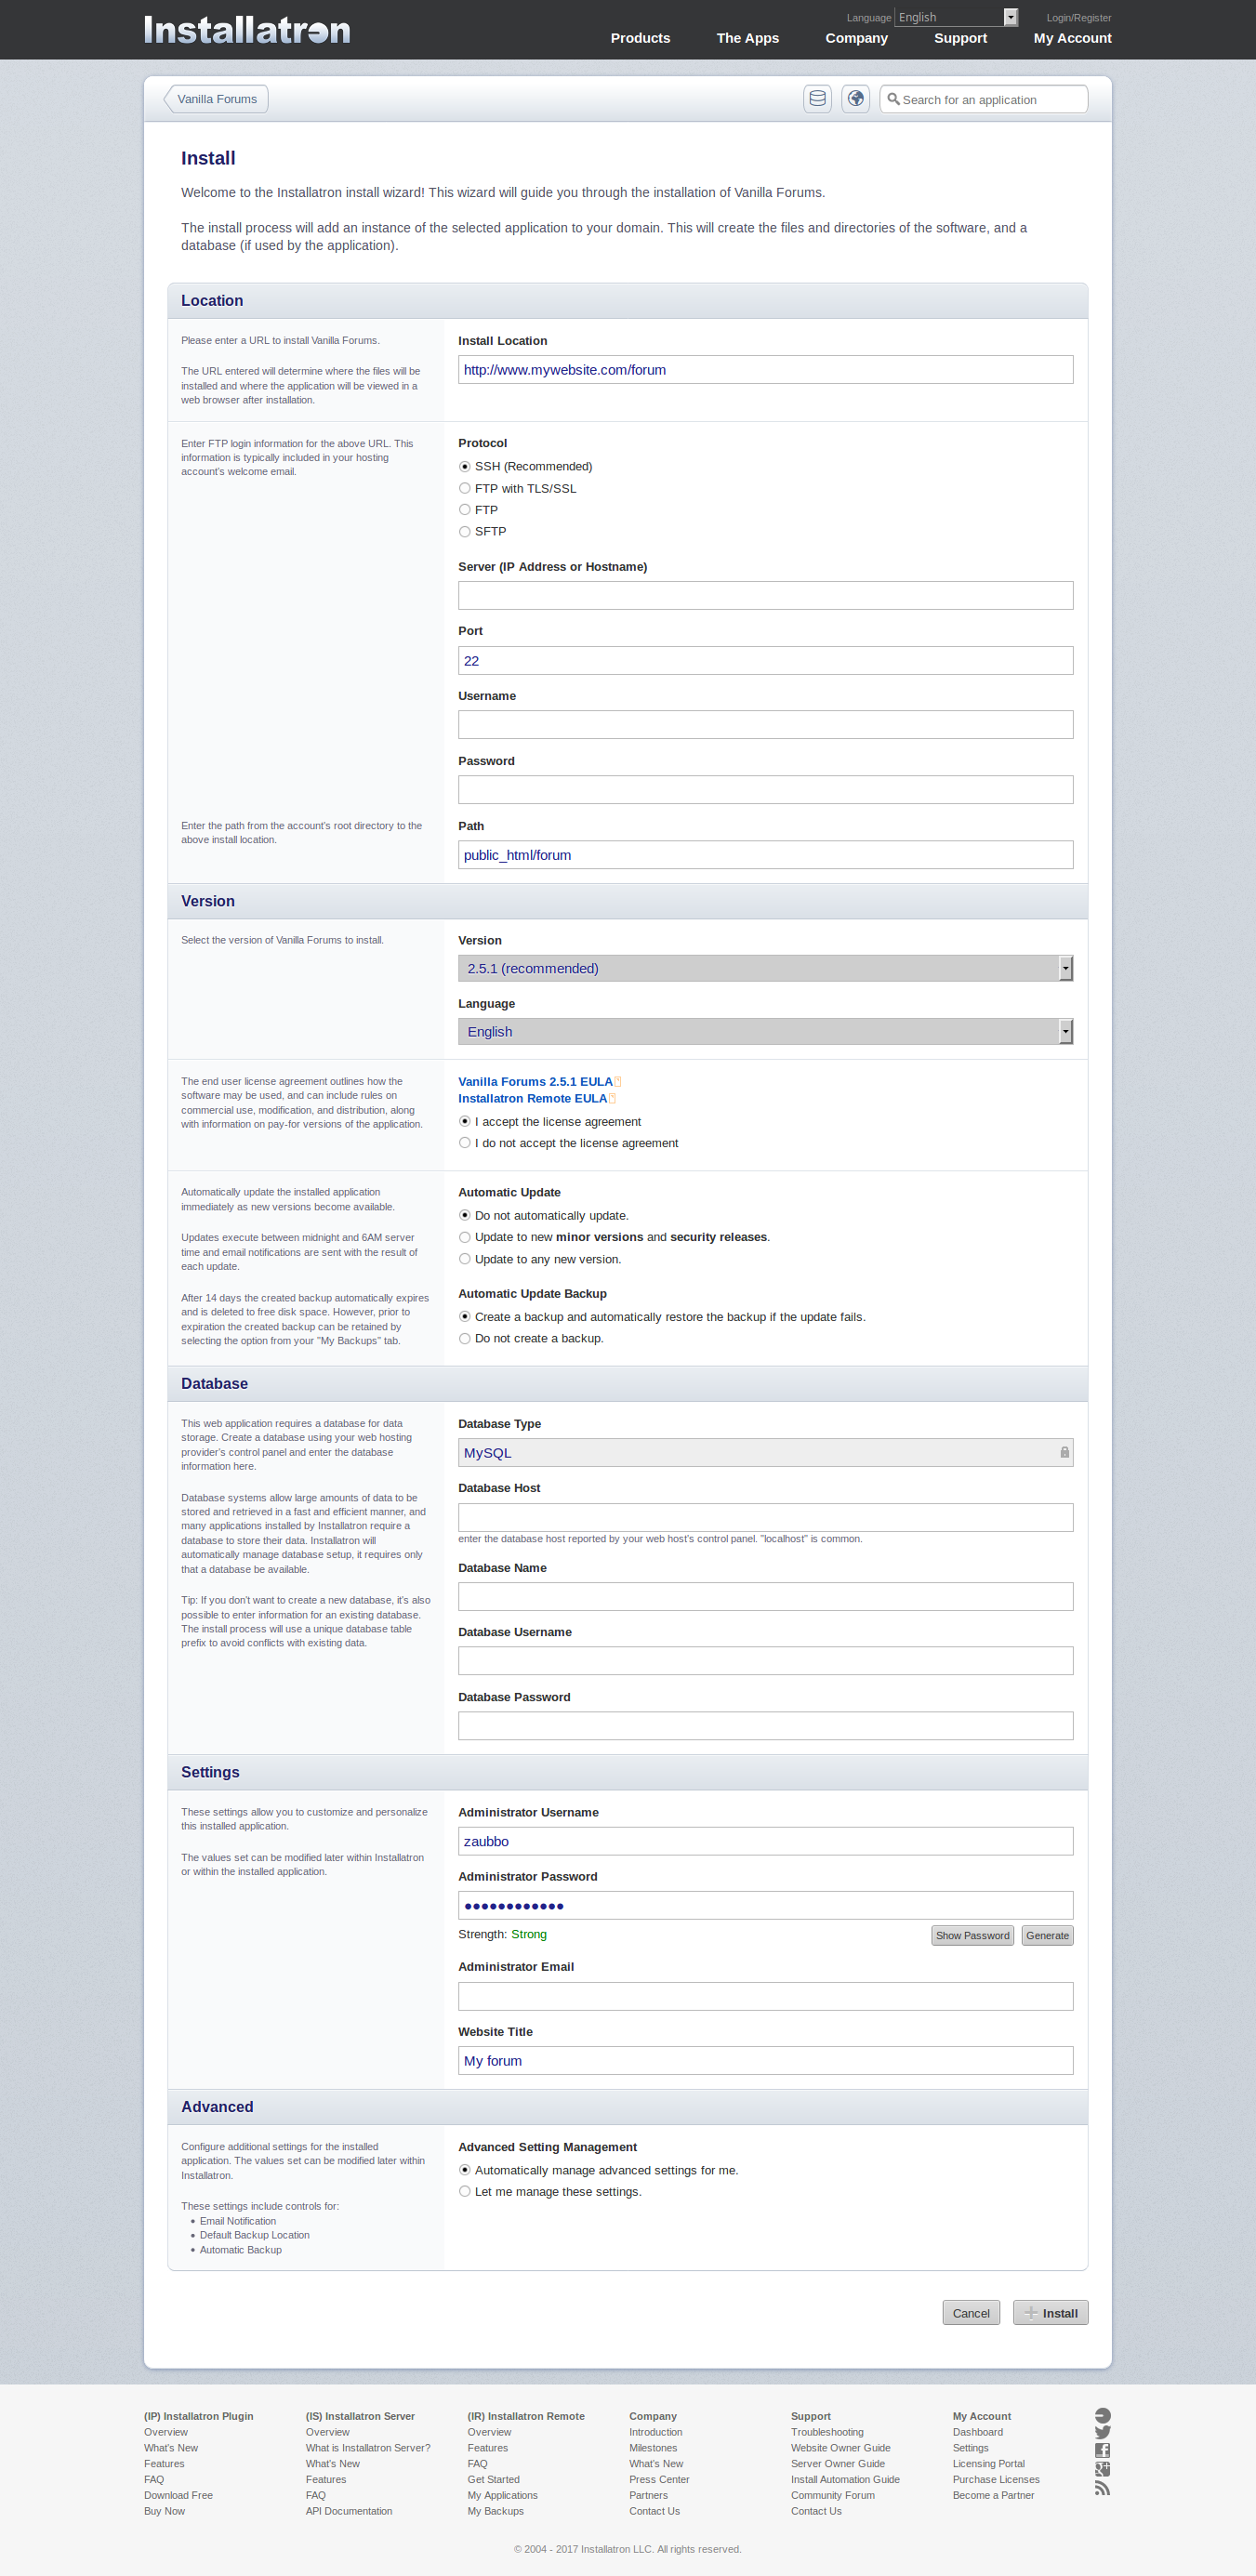 Installatron
Language English
Login/Register
Products The Apps Company Support My Account
Vanilla Forums
Search for an application
Install
Welcome to the Installatron install wizard! This wizard will guide you through the installation of Vanilla Forums.
The install process will add an instance of the selected application to your domain. This will create the files and directories of the software, and a
database (if used by the application).
Location
Please enter a URL to install Vanilla Forums.
The URL entered will determine where the files will be
installed and where the application will be viewed in a
web browser after installation.
Install Location
http://www.mywebsite.com/forum
Enter FTP login information for the above URL. This
information is typically included in your hosting
account's welcome email.
Protocol
SSH (Recommended)
FTP with TLS/SSL
FTP
SFTP
Server (IP Address or Hostname)
Port
22
Username
Password
Enter the path from the account's root directory to the
above install location.
Path
public_html/forum
Version
Select the version of Vanilla Forums to install.
Version
2.5.1 (recommended)
Language
English
The end user license agreement outlines how the
software may be used, and can include rules on
commercial use, modification, and distribution, along
with information on pay-for versions of the application.
Vanilla Forums 2.5.1 EULA
Installatron Remote EULA
I accept the license agreement
I do not accept the license agreement
Automatically update the installed application
immediately as new versions become available.
Updates execute between midnight and 6AM server
time and email notifications are sent with the result of
each update.
After 14 days the created backup automatically expires
and is deleted to free disk space. However, prior to
expiration the created backup can be retained by
selecting the option from your "My Backups" tab.
Automatic Update
Do not automatically update.
Update to new minor versions and security releases.
Update to any new version.
Automatic Update Backup
Create a backup and automatically restore the backup if the update fails.
Do not create a backup.
Database
This web application requires a database for data
storage. Create a database using your web hosting
provider's control panel and enter the database
information here.
Database systems allow large amounts of data to be
stored and retrieved in a fast and efficient manner, and
many applications installed by Installatron require a
database to store their data. Installatron will
automatically manage database setup, it requires only
that a database be available.
Tip: If you don't want to create a new database, it's also
possible to enter information for an existing database.
The install process will use a unique database table
prefix to avoid conflicts with existing data.
Database Type
MySQL
Database Host
enter the database host reported by your web host's control panel. "localhost" is common.
Database Name
Database Username
Database Password
Settings
These settings allow you to customize and personalize
this installed application.
The values set can be modified later within Installatron
or within the installed application.
Administrator Username
zaubbo
Administrator Password
●●●●●●●●●●●●
Strength: Strong
Show Password Generate
Administrator Email
Website Title
My forum
Advanced
Configure additional settings for the installed
application. The values set can be modified later within
Installatron.
These settings include controls for:
• Email Notification
• Default Backup Location
• Automatic Backup
Advanced Setting Management
Automatically manage advanced settings for me.
Let me manage these settings.
Cancel Install
(IP) Installatron Plugin
Overview
What's New
Features
FAQ
Download Free
Buy Now
(IS) Installatron Server
Overview
What is Installatron Server?
What's New
Features
FAQ
API Documentation
(IR) Installatron Remote
Overview
Features
FAQ
Get Started
My Applications
My Backups
Company
Introduction
Milestones
What's New
Press Center
Partners
Contact Us
Support
Troubleshooting
Website Owner Guide
Server Owner Guide
Install Automation Guide
Community Forum
Contact Us
My Account
Dashboard
Settings
Licensing Portal
Purchase Licenses
Become a Partner
© 2004 - 2017 Installatron LLC. All rights reserved.